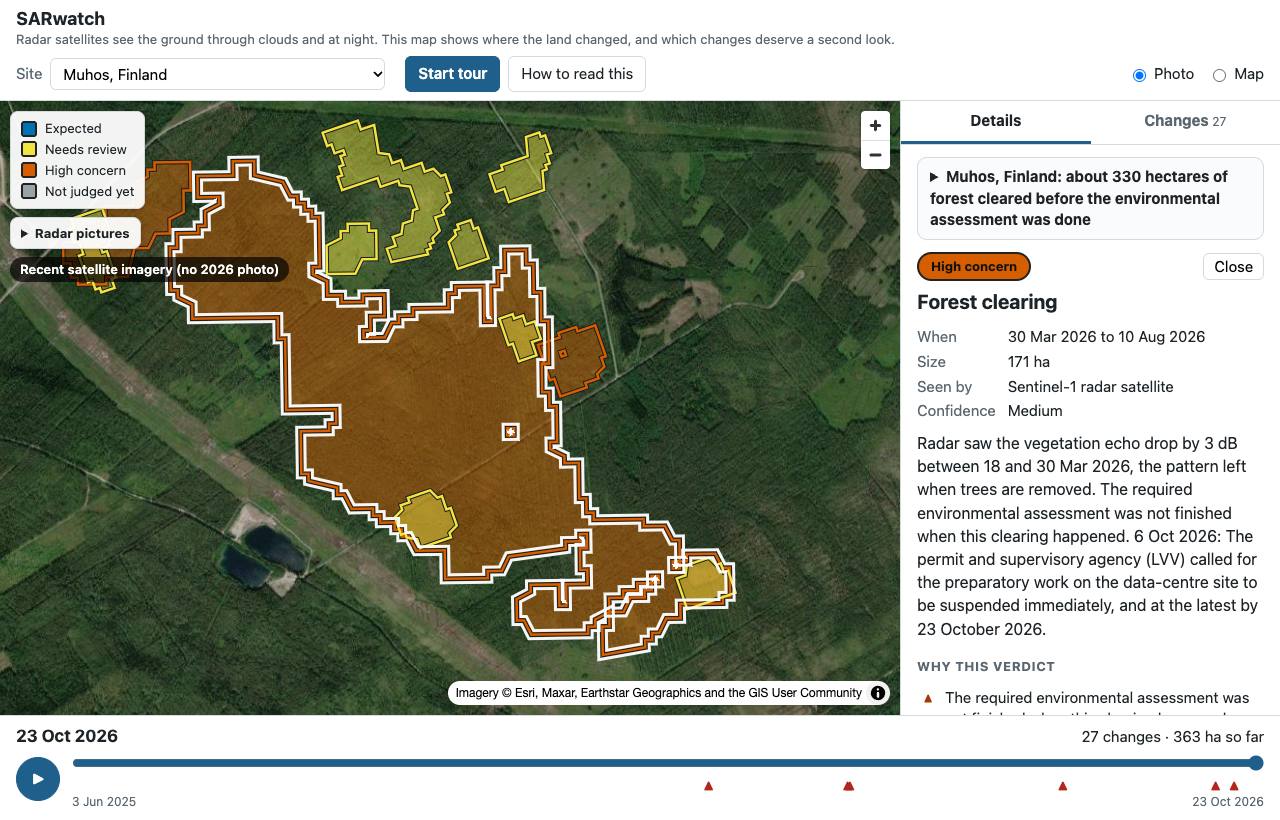 SARwatch
Radar satellites see the ground through clouds and at night. This map shows where the land changed, and which changes deserve a second look.
Site
Muhos, Finland
Start tour
How to read this
Photo
Map
Expected
Needs review
High concern
Not judged yet
Radar pictures
Recent satellite imagery (no 2026 photo)
+
−
Imagery © Esri, Maxar, Earthstar Geographics and the GIS User Community
Details
Changes 27
Muhos, Finland: about 330 hectares of
forest cleared before the environmental
assessment was done
High concern
Close
Forest clearing
When 30 Mar 2026 to 10 Aug 2026
Size 171 ha
Seen by Sentinel-1 radar satellite
Confidence Medium
Radar saw the vegetation echo drop by 3 dB
between 18 and 30 Mar 2026, the pattern left
when trees are removed. The required
environmental assessment was not finished
when this clearing happened. 6 Oct 2026: The
permit and supervisory agency (LVV) called for
the preparatory work on the data-centre site to
be suspended immediately, and at the latest by
23 October 2026.
WHY THIS VERDICT
The required environmental assessment was
23 Oct 2026
27 changes · 363 ha so far
3 Jun 2025
23 Oct 2026